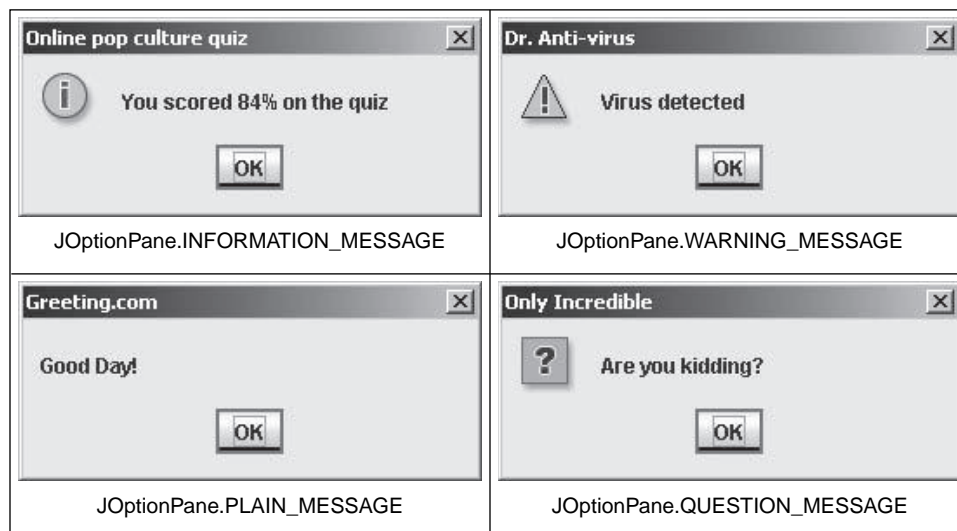 Online pop culture quiz
You scored 84% on the quiz
OK
JOptionPane.INFORMATION_MESSAGE
Dr. Anti-virus
Virus detected
OK
JOptionPane.WARNING_MESSAGE
Greeting.com
Good Day!
OK
JOptionPane.PLAIN_MESSAGE
Only Incredible
Are you kidding?
OK
JOptionPane.QUESTION_MESSAGE